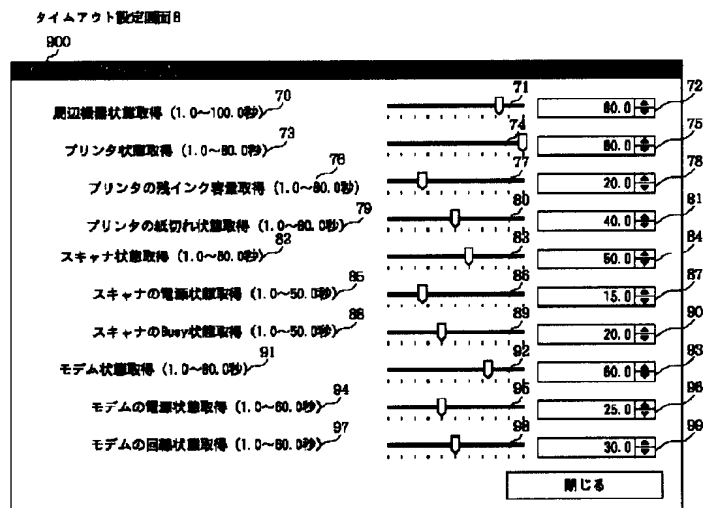 タイムアウト設定画面8
900
周辺機器状態取得 (1.0~100.0秒) 70 71 80.0 72
プリンタ状態取得 (1.0~80.0秒) 73 74 80.0 75
プリンタの残インク容量取得 (1.0~80.0秒) 76 77 20.0 78
プリンタの紙切れ状態取得 (1.0~80.0秒) 79 80 40.0 81
スキャナ状態取得 (1.0~80.0秒) 82 83 50.0 84
スキャナの電源状態取得 (1.0~50.0秒) 85 86 15.0 87
スキャナのBusy状態取得 (1.0~50.0秒) 88 89 20.0 90
モデム状態取得 (1.0~80.0秒) 91 92 60.0 93
モデムの電源状態取得 (1.0~60.0秒) 94 95 25.0 96
モデムの回線状態取得 (1.0~60.0秒) 97 98 30.0 99
閉じる